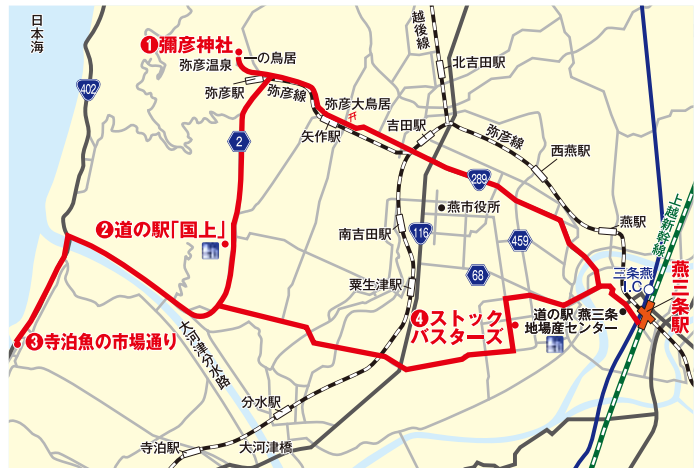 日本海
402
❶彌彦神社
一の鳥居
弥彦温泉
弥彦駅
弥彦線
弥彦大鳥居
矢作駅
越後線
北吉田駅
吉田駅
弥彦線
西燕駅
2
289
燕市役所
❷道の駅「国上」
南吉田駅
116
459
燕駅
上越新幹線
68
粟生津駅
三条燕
I.C
燕三条駅
❹ストック
バスターズ
道の駅 燕三条
地場産センター
❸寺泊魚の市場通り
大河津分水路
分水駅
寺泊駅
大河津橋